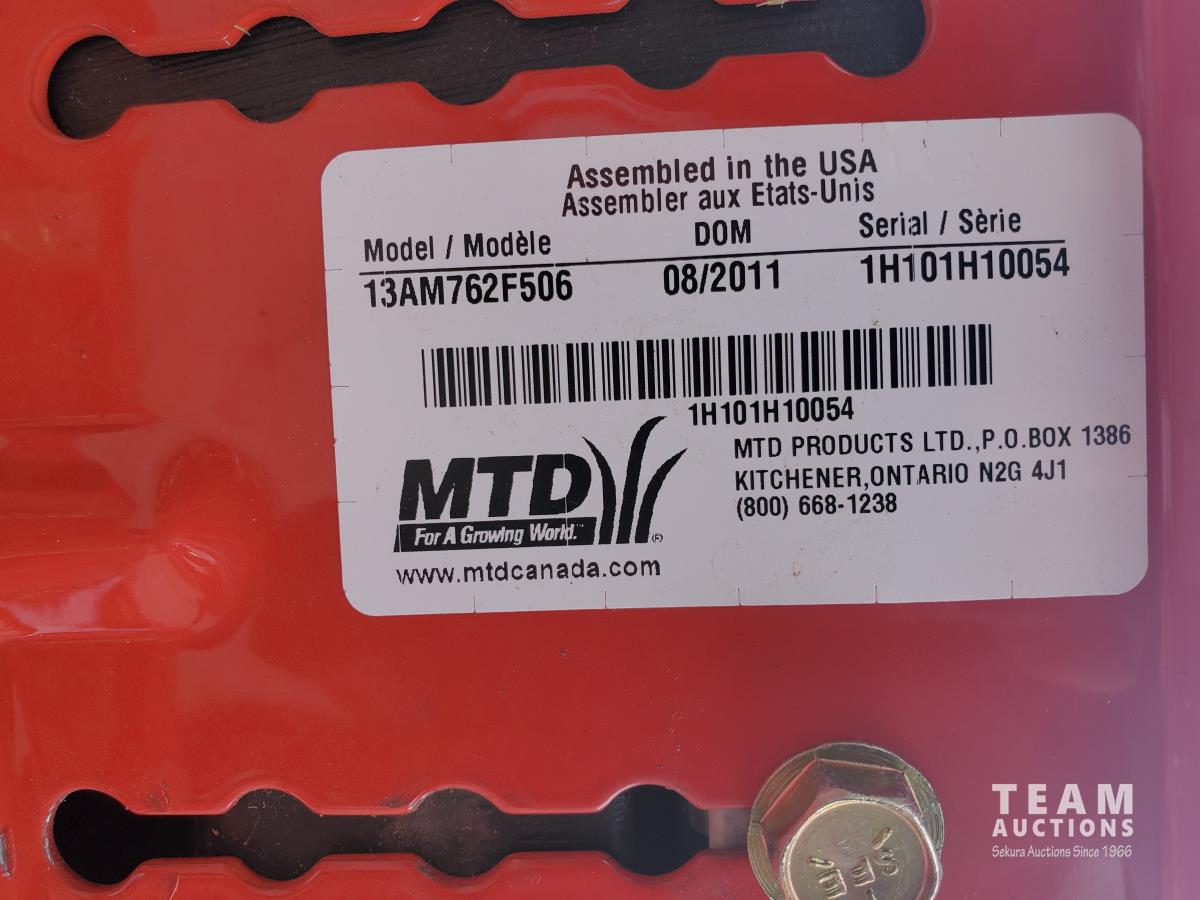 Assembled in the USA
Assembler aux Etats-Unis
Model / Modèle DOM Serial / Sèrie
13AM762F506 08/2011 1H101H10054
1H101H10054
MTD
For A Growing World.™
®
www.mtdcanada.com
MTD PRODUCTS LTD.,P.O.BOX 1386
KITCHENER,ONTARIO N2G 4J1
(800) 668-1238
TEAM
AUCTIONS
Sekura Auctions Since 1966